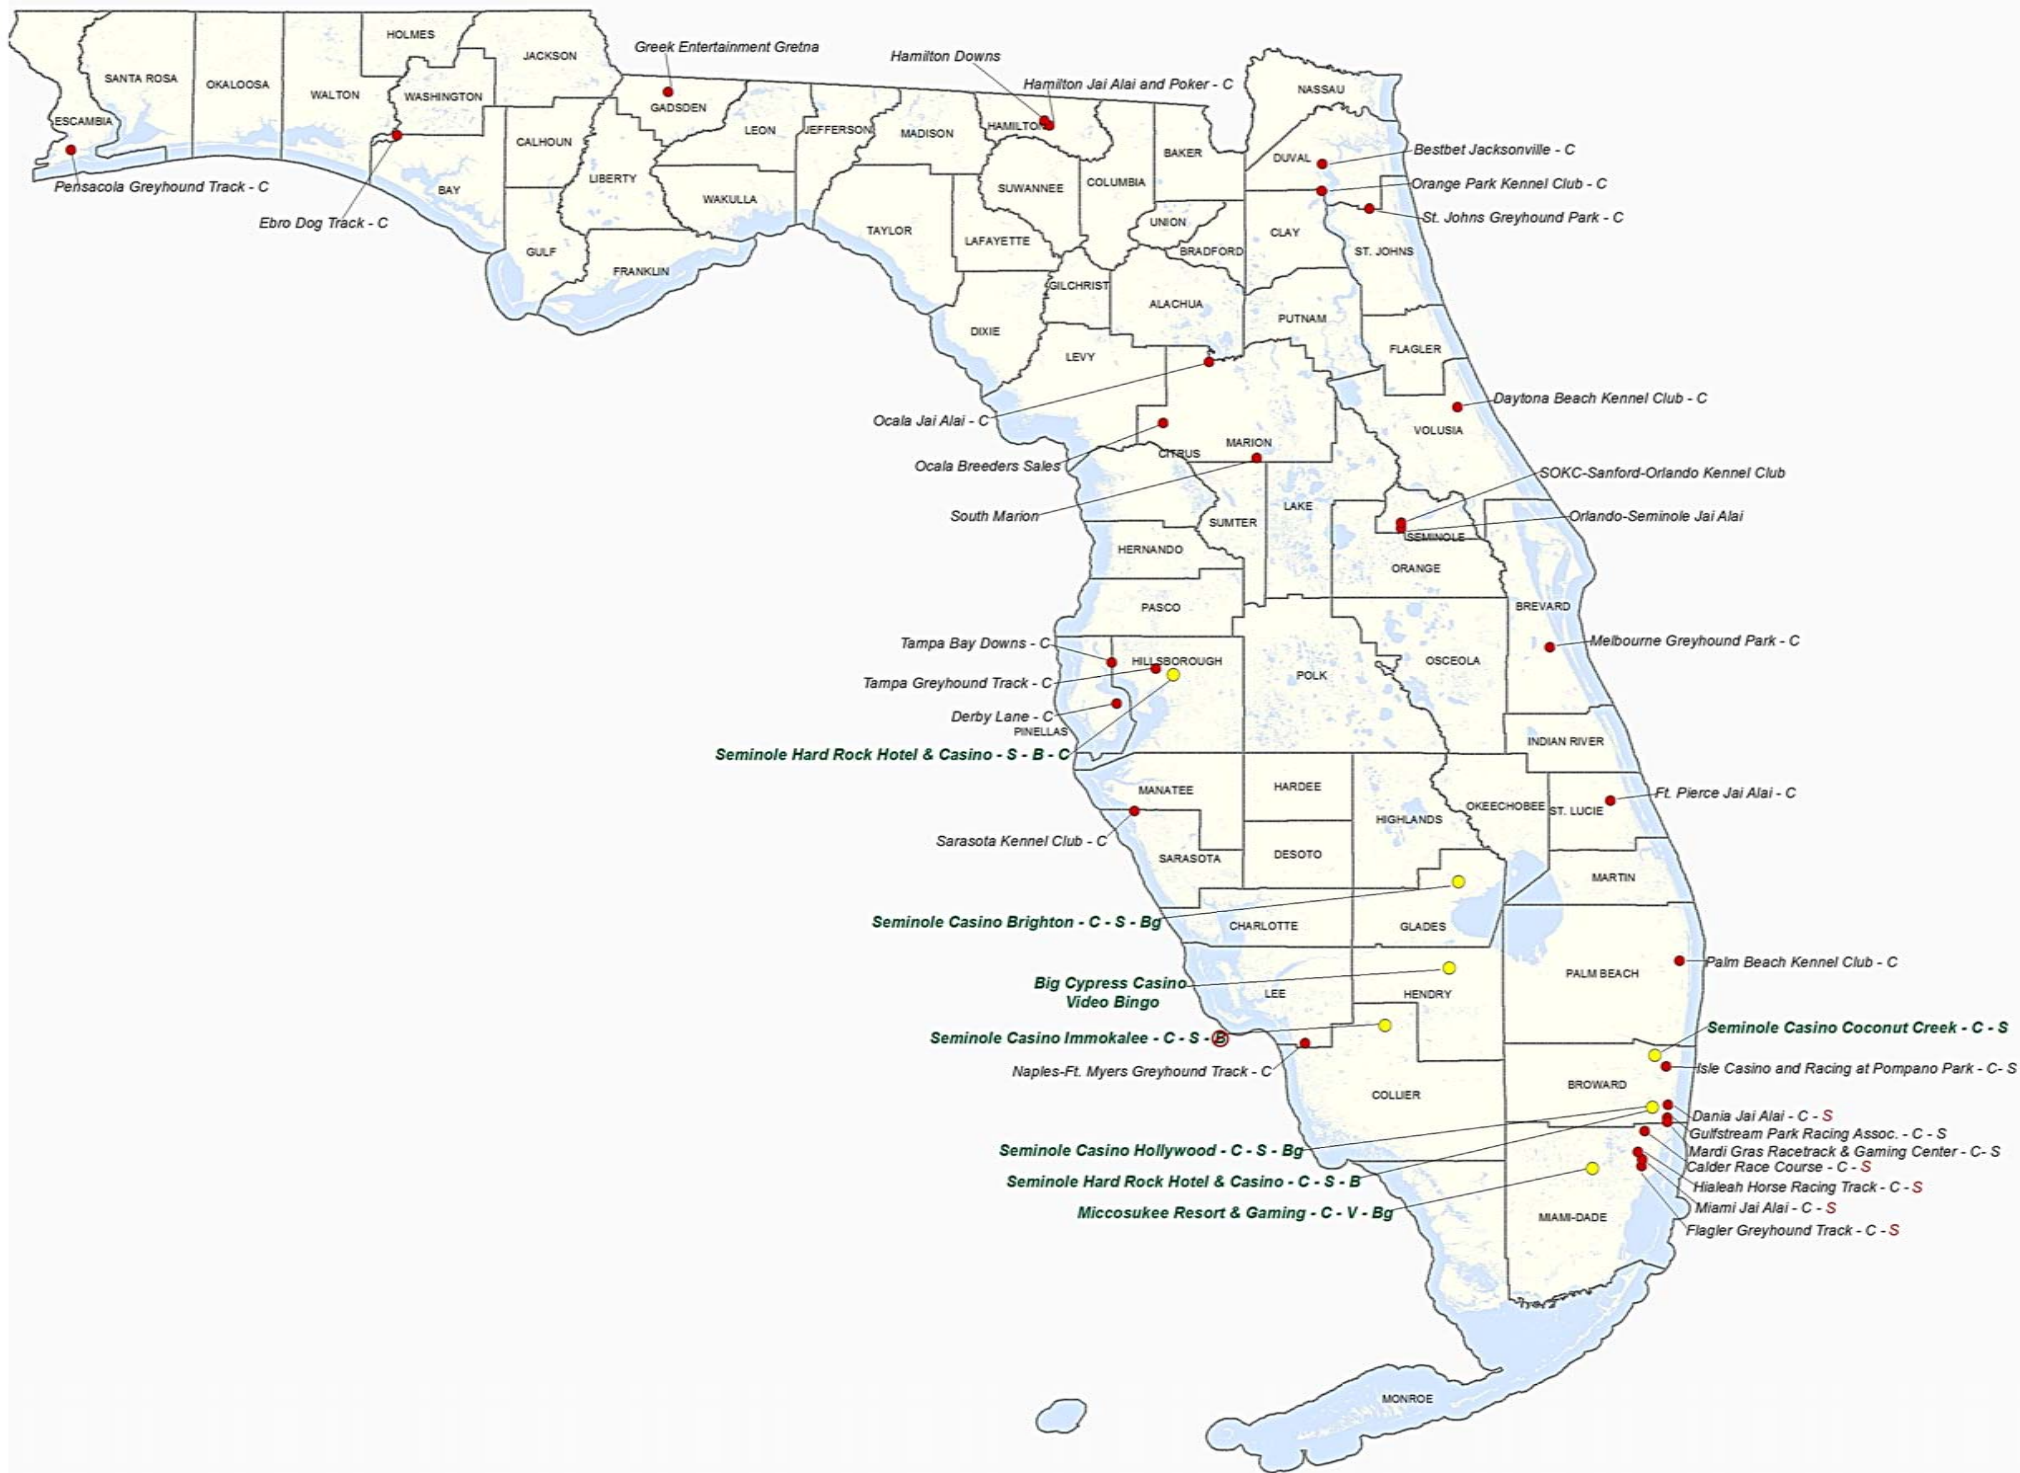 HOLMES
JACKSON
SANTA ROSA
OKALOOSA
WALTON
WASHINGTON
ESCAMBIA
Greek Entertainment Gretna
GADSDEN
Hamilton Downs
Hamilton Jai Alai and Poker - C
HAMILTON
NASSAU
CALHOUN
LEON
JEFFERSON
MADISON
BAKER
DUVAL
Bestbet Jacksonville - C
Pensacola Greyhound Track - C
BAY
LIBERTY
WAKULLA
SUWANNEE
COLUMBIA
Orange Park Kennel Club - C
Ebro Dog Track - C
St. Johns Greyhound Park - C
UNION
TAYLOR
LAFAYETTE
BRADFORD
CLAY
ST. JOHNS
GULF
FRANKLIN
GILCHRIST
ALACHUA
PUTNAM
DIXIE
LEVY
FLAGLER
Daytona Beach Kennel Club - C
Ocala Jai Alai - C
VOLUSIA
MARION
CITRUS
Ocala Breeders Sales
SOKC-Sanford-Orlando Kennel Club
South Marion
LAKE
SUMTER
Orlando-Seminole Jai Alai
SEMINOLE
HERNANDO
ORANGE
PASCO
BREVARD
Tampa Bay Downs - C
HILLSBOROUGH
OSCEOLA
Melbourne Greyhound Park - C
Tampa Greyhound Track - C
POLK
Derby Lane - C
PINELLAS
INDIAN RIVER
Seminole Hard Rock Hotel & Casino - S - B - C
MANATEE
HARDEE
OKEECHOBEE
ST. LUCIE
Ft. Pierce Jai Alai - C
HIGHLANDS
Sarasota Kennel Club - C
SARASOTA
DESOTO
MARTIN
Seminole Casino Brighton - C - S - Bg
CHARLOTTE
GLADES
Palm Beach Kennel Club - C
PALM BEACH
Big Cypress Casino
Video Bingo
LEE
HENDRY
Seminole Casino Coconut Creek - C - S
Seminole Casino Immokalee - C - S - B
Isle Casino and Racing at Pompano Park - C- S
Naples-Ft. Myers Greyhound Track - C
BROWARD
COLLIER
Dania Jai Alai - C - S
Gulfstream Park Racing Assoc. - C - S
Seminole Casino Hollywood - C - S - Bg
Mardi Gras Racetrack & Gaming Center - C- S
Calder Race Course - C - S
Seminole Hard Rock Hotel & Casino - C - S - B
Hialeah Horse Racing Track - C - S
Miccosukee Resort & Gaming - C - V - Bg
Miami Jai Alai - C - S
MIAMI-DADE
Flagler Greyhound Track - C - S
MONROE